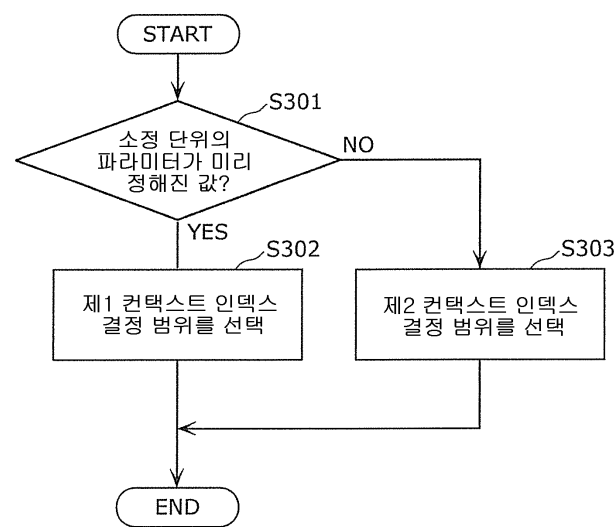 START
S301
소정 단위의
파라미터가 미리
정해진 값?
NO
YES
S302
S303
제1 컨택스트 인덱스
결정 범위를 선택
제2 컨택스트 인덱스
결정 범위를 선택
END